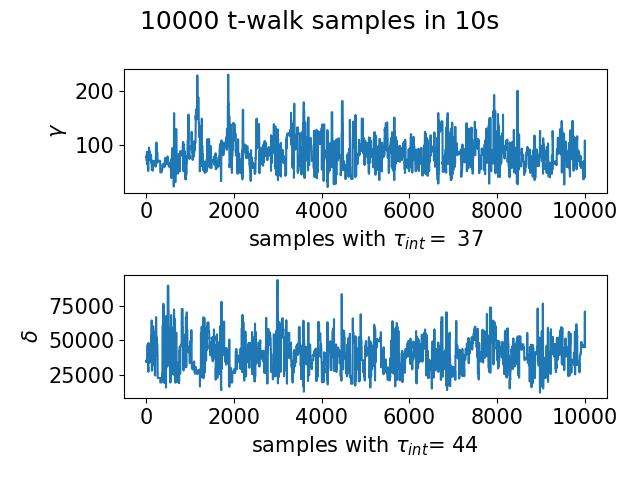 10000 t-walk samples in 10s
200
100
γ
0 2000 4000 6000 8000 10000
samples with τ_int = 37
75000
50000
25000
δ
0 2000 4000 6000 8000 10000
samples with τ_int= 44